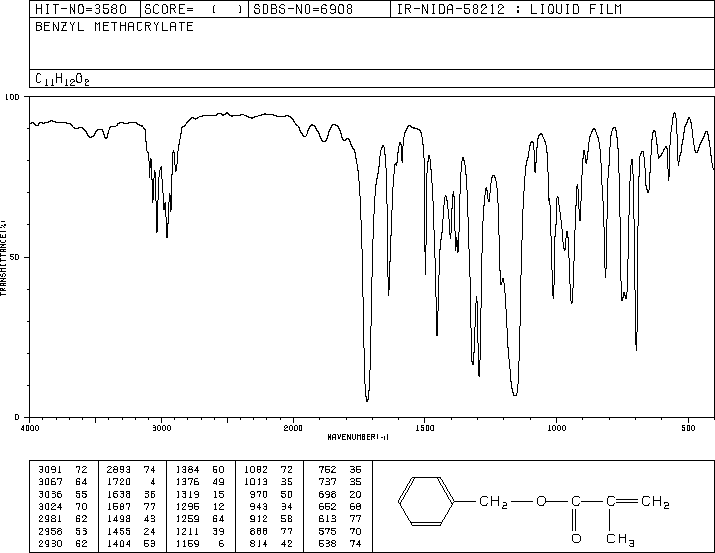 HIT-NO=3580 SCORE= ( ) SDBS-NO=6908 IR-NIDA-58212 : LIQUID FILM
BENZYL METHACRYLATE
C11H12O2
100
50
0
TRANSMITTANCE(%)
4000 3000 2000 1500 1000 500
WAVENUMBER(-1)
3091 72 2893 74 1384 50 1082 72 752 35
3067 64 1720 4 1376 49 1013 35 737 35
3036 55 1638 36 1319 15 970 50 698 20
3024 70 1587 77 1295 12 943 34 652 68
2981 62 1498 43 1259 64 912 58 613 77
2958 53 1455 24 1211 39 888 77 575 70
2930 62 1404 53 1159 6 814 42 538 74
CH2 O C C CH2
O CH3